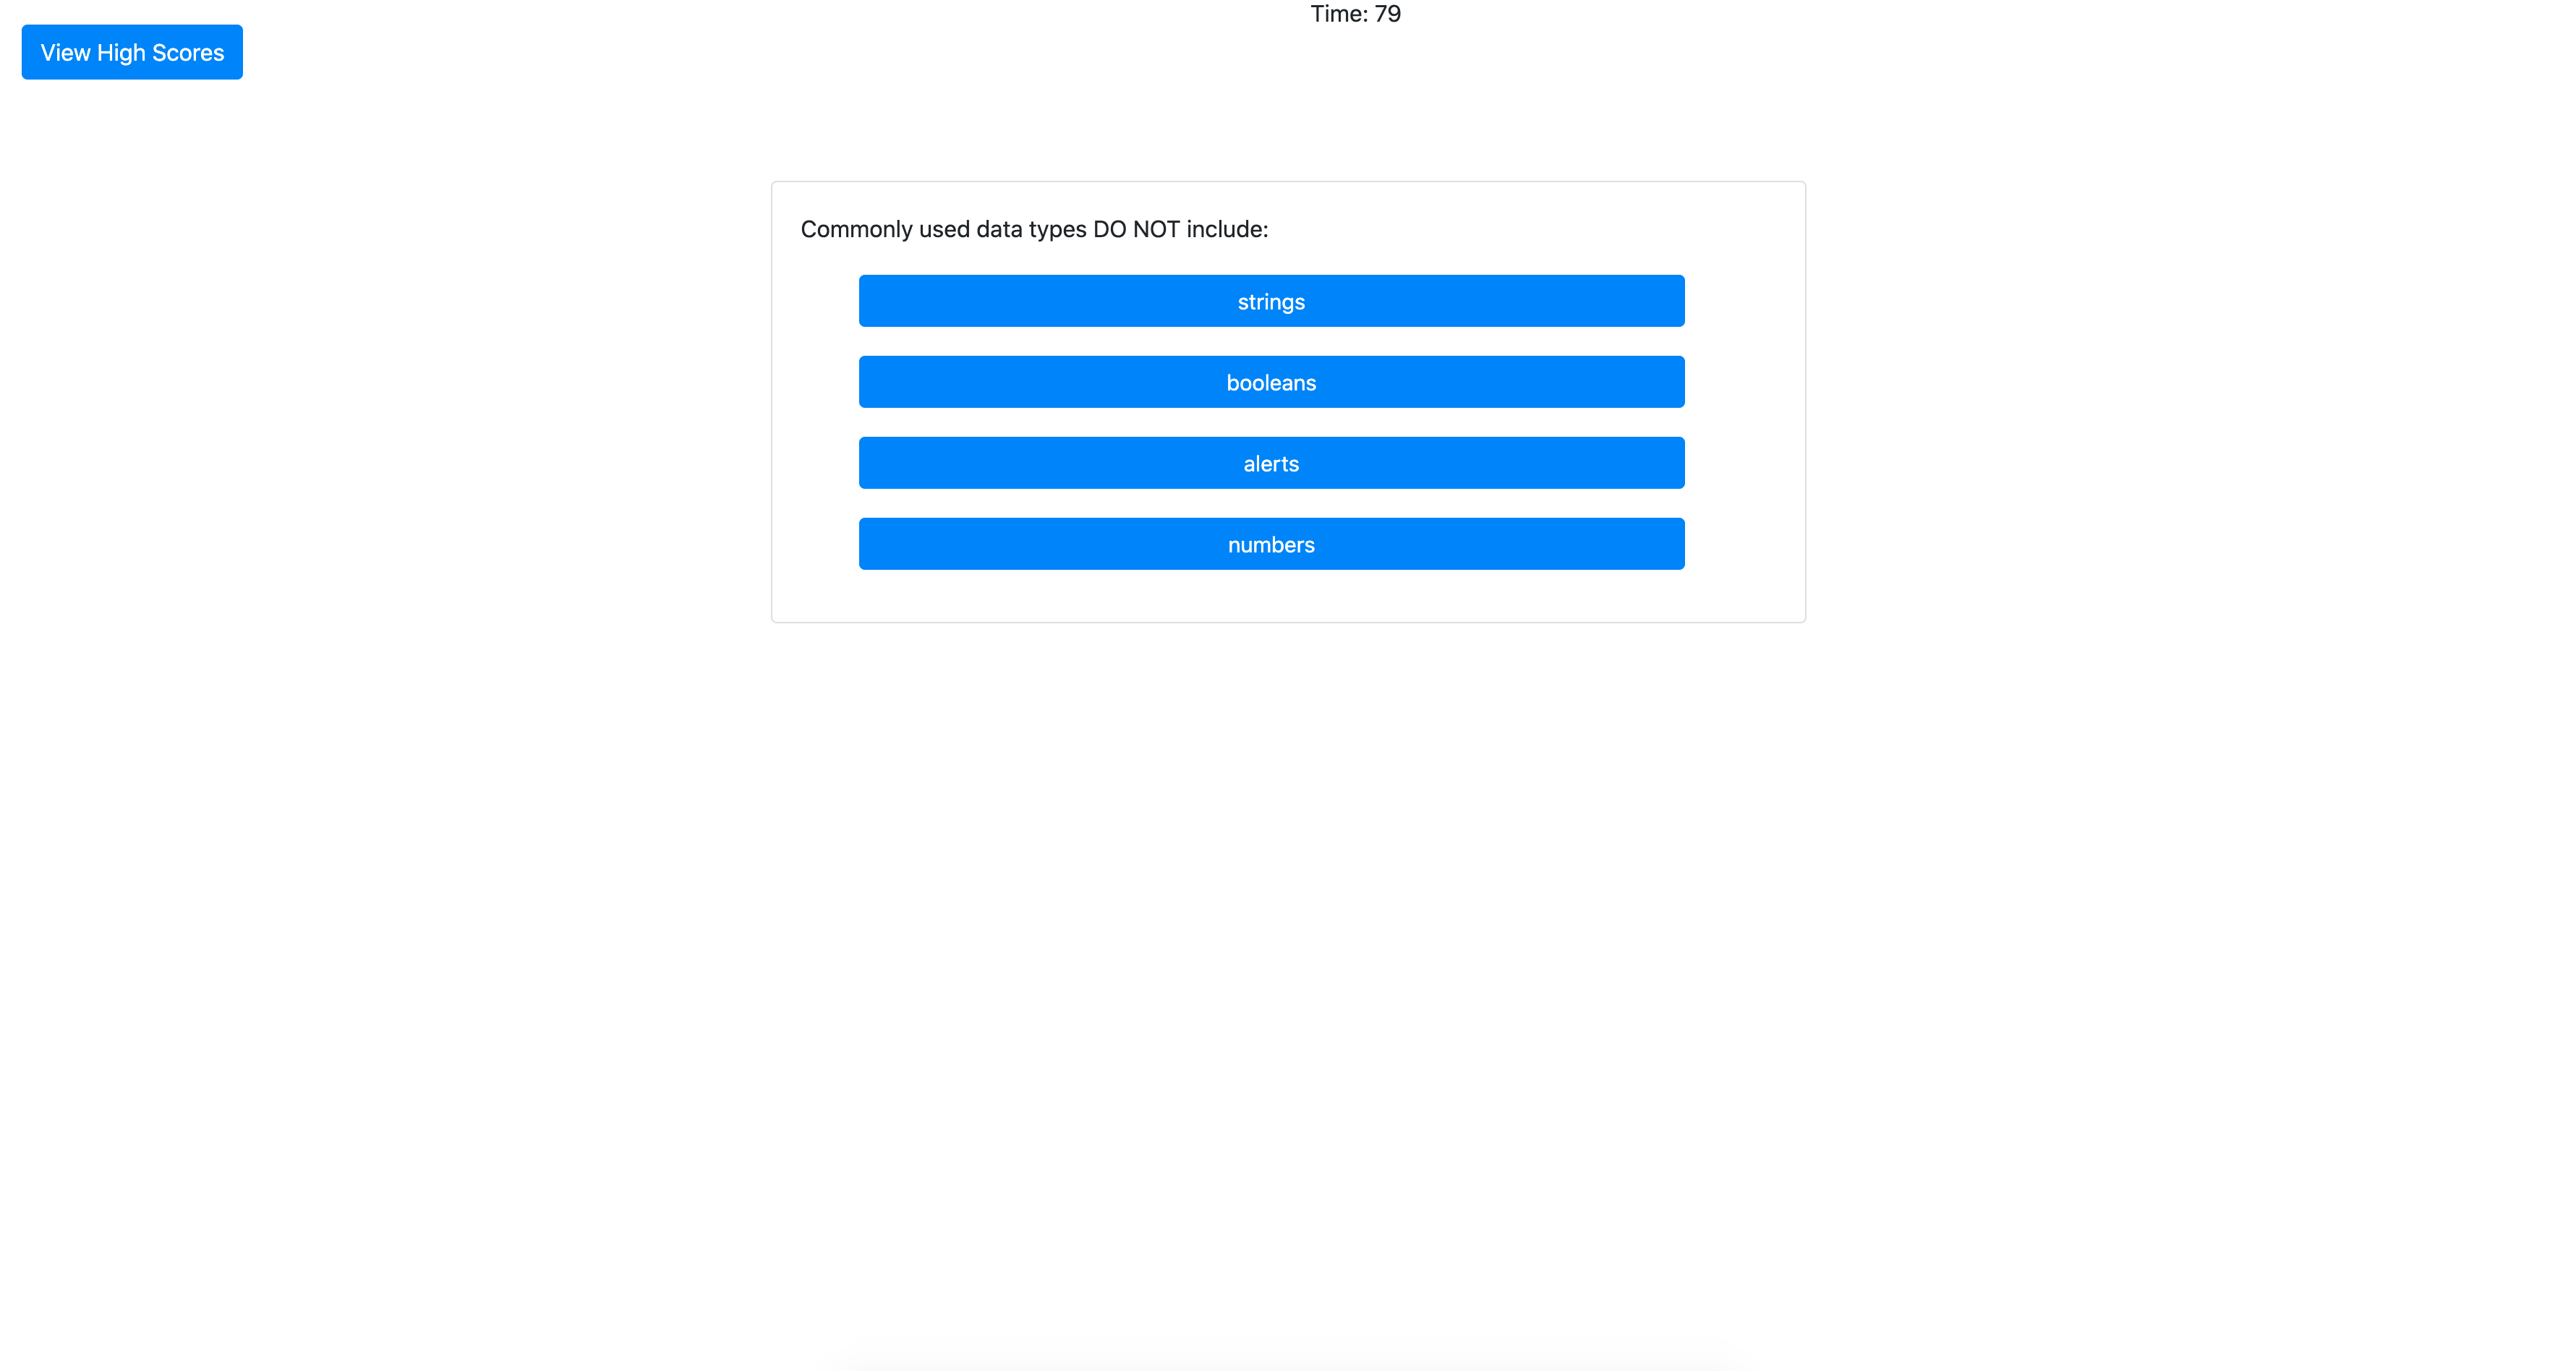 Time: 79
View High Scores
Commonly used data types DO NOT include:
strings
booleans
alerts
numbers